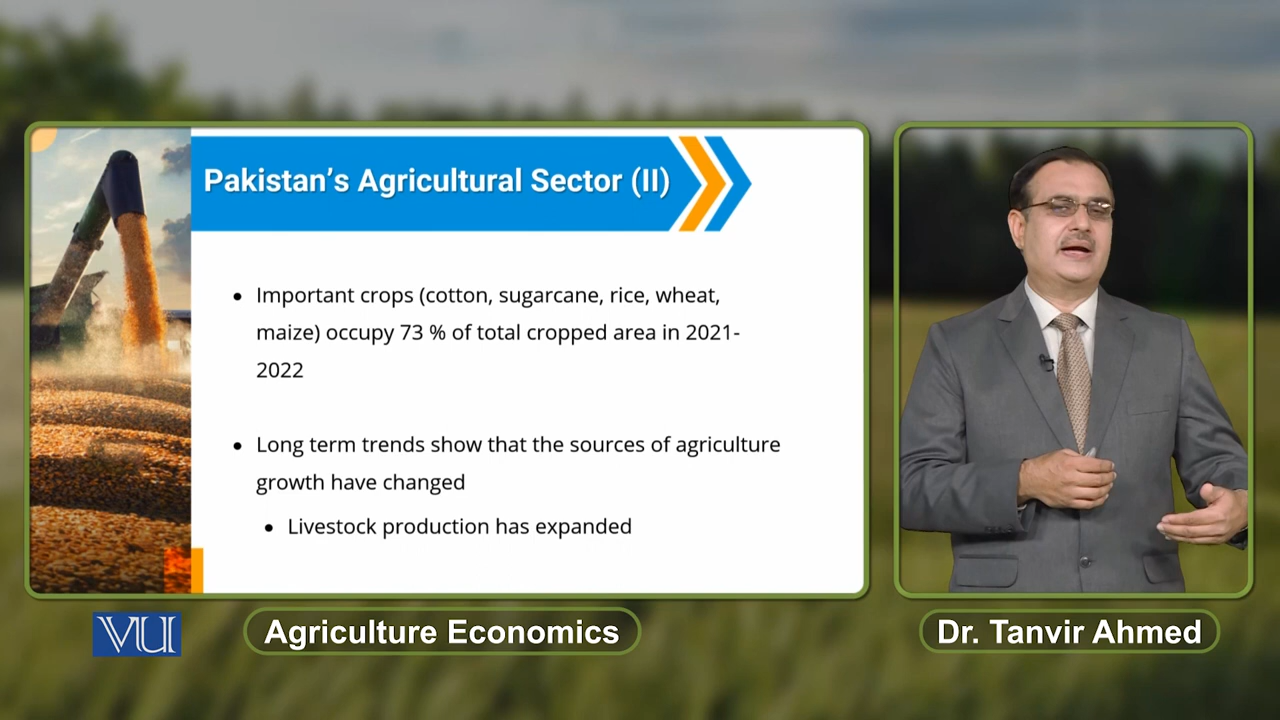 Pakistan's Agricultural Sector (II)
• Important crops (cotton, sugarcane, rice, wheat,
maize) occupy 73 % of total cropped area in 2021-
2022
• Long term trends show that the sources of agriculture
growth have changed
• Livestock production has expanded
VU
Agriculture Economics
Dr. Tanvir Ahmed